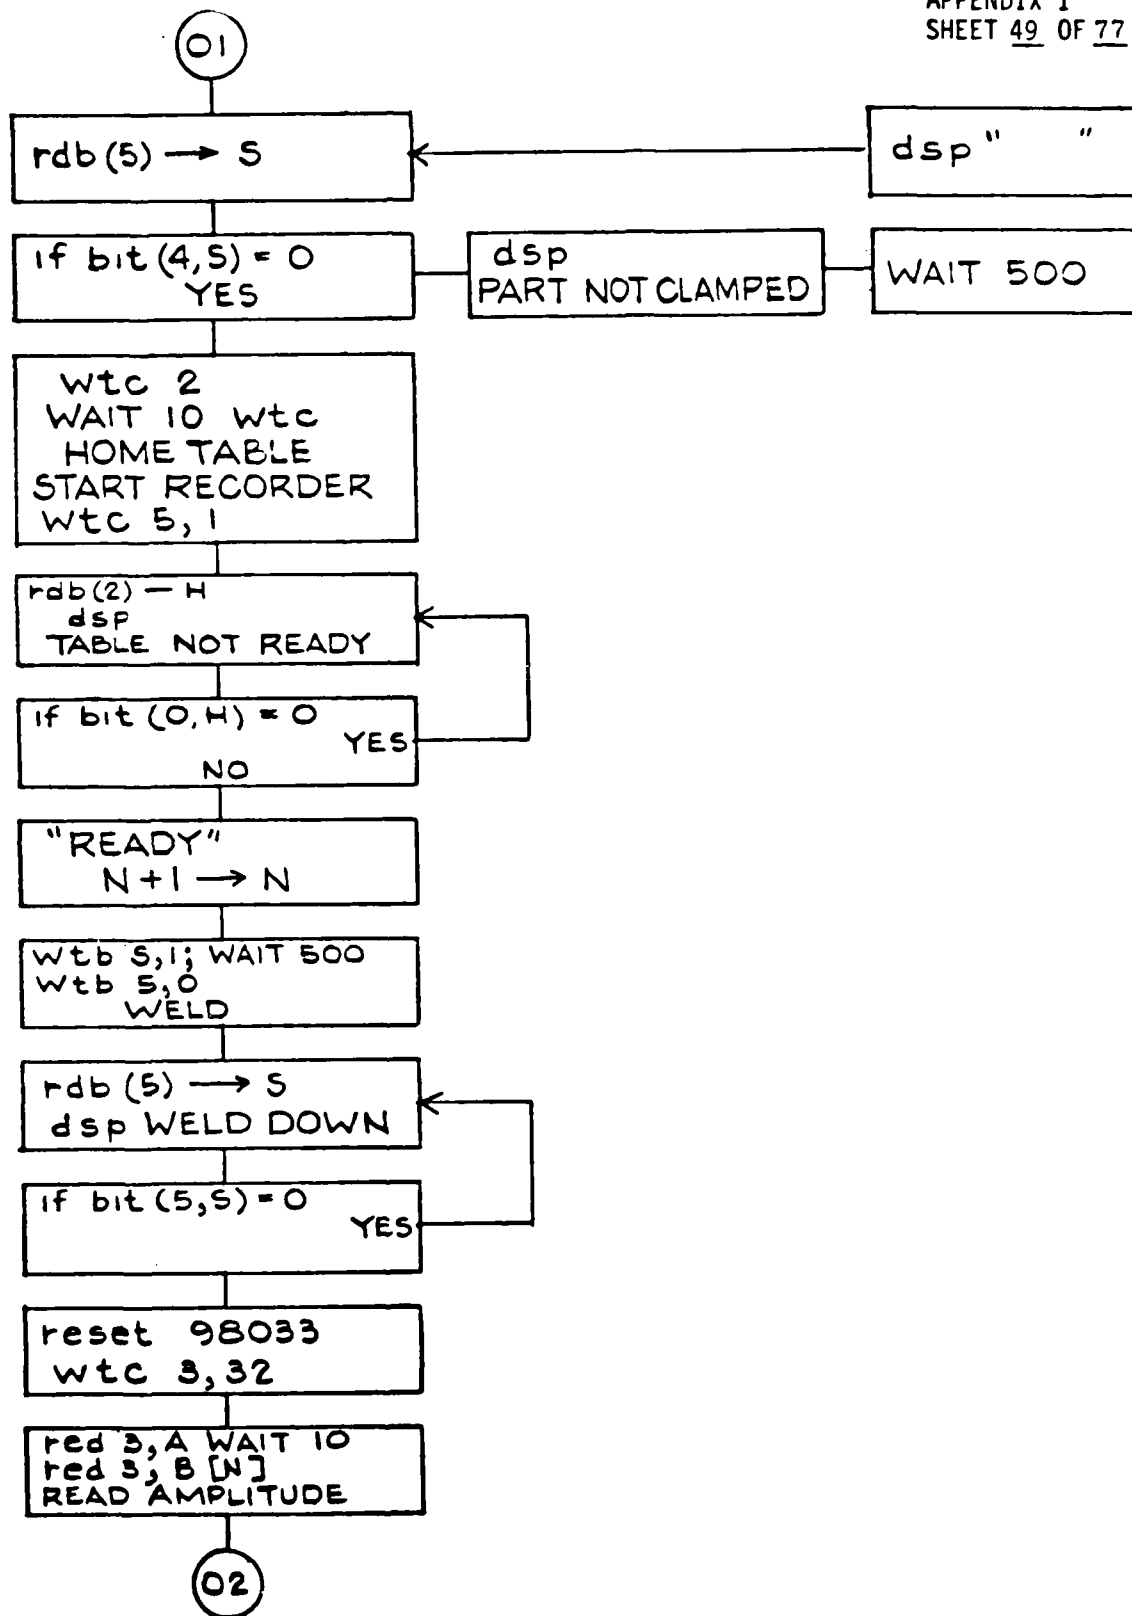 APPENDIX I
SHEET 49 OF 77
01
rdb (5) → S
dsp " "
if bit (4,S) = 0
YES
dsp
PART NOT CLAMPED
WAIT 500
wtc 2
WAIT 10 wtc
HOME TABLE
START RECORDER
wtc 5, 1
rdb (2) — H
dsp
TABLE NOT READY
if bit (0,H) = 0
YES
NO
"READY"
N + 1 → N
wtb 5,1; WAIT 500
wtb 5,0
WELD
rdb (5) → S
dsp WELD DOWN
if bit (5,S) = 0
YES
reset 98033
wtc 3, 32
red 3, A WAIT 10
red 3, B [N]
READ AMPLITUDE
02